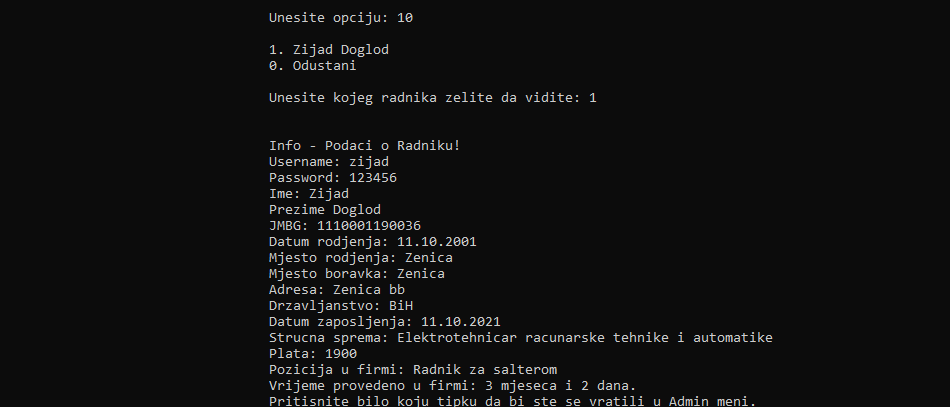 Unesite opciju: 10
1. Zijad Doglod
0. Odustani
Unesite kojeg radnika zelite da vidite: 1
Info - Podaci o Radniku!
Username: zijad
Password: 123456
Ime: Zijad
Prezime Doglod
JMBG: 1110001190036
Datum rodjenja: 11.10.2001
Mjesto rodjenja: Zenica
Mjesto boravka: Zenica
Adresa: Zenica bb
Drzavljanstvo: BiH
Datum zaposljenja: 11.10.2021
Strucna sprema: Elektrotehnicar racunarske tehnike i automatike
Plata: 1900
Pozicija u firmi: Radnik za salterom
Vrijeme provedeno u firmi: 3 mjeseca i 2 dana.
Pritisnite bilo koju tipku da bi ste se vratili u Admin meni.